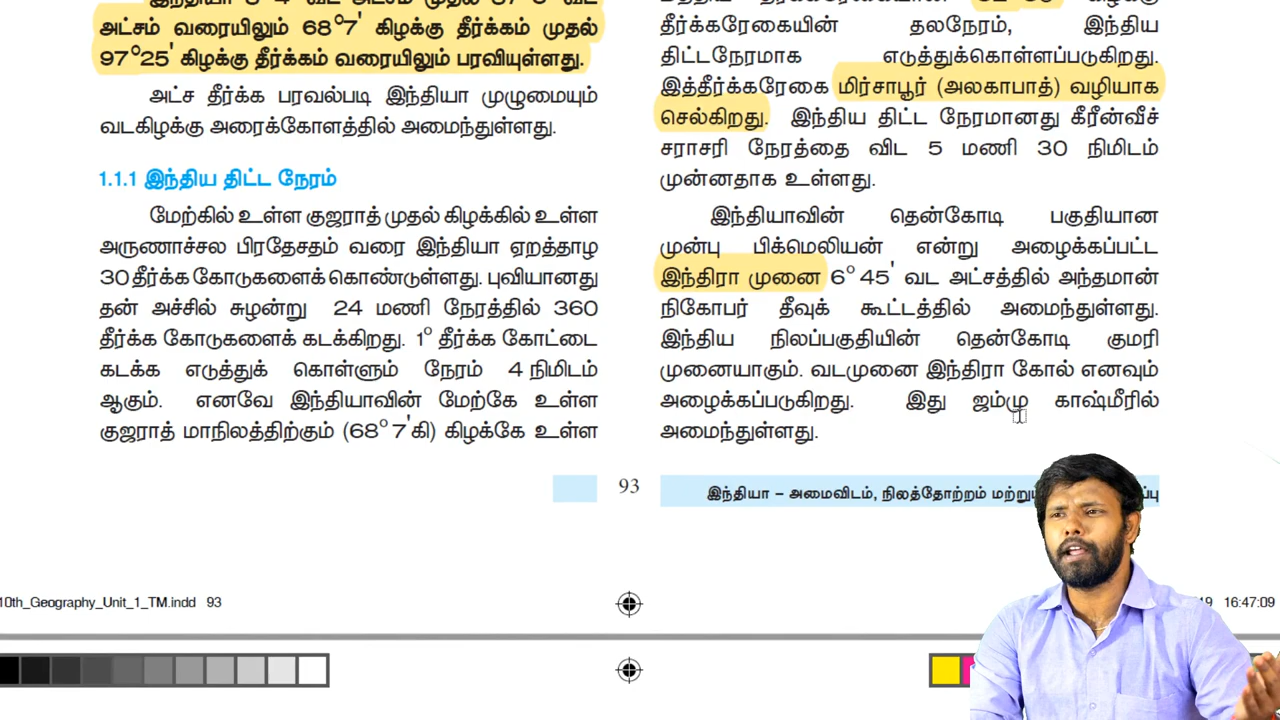 அட்சம் வரையிலும் 68°7' கிழக்கு தீர்க்கம் முதல்
97°25' கிழக்கு தீர்க்கம் வரையிலும் பரவியுள்ளது.
அட்ச தீர்க்க பரவல்படி இந்தியா முழுமையும்
வடகிழக்கு அரைக்கோளத்தில் அமைந்துள்ளது.
1.1.1 இந்திய திட்ட நேரம்
மேற்கில் உள்ள குஜராத் முதல் கிழக்கில் உள்ள
அருணாச்சல பிரதேசதம் வரை இந்தியா ஏறத்தாழ
30 தீர்க்க கோடுகளைக் கொண்டுள்ளது. புவியானது
தன் அச்சில் சுழன்று 24 மணி நேரத்தில் 360
தீர்க்க கோடுகளைக் கடக்கிறது. 1° தீர்க்க கோட்டை
கடக்க எடுத்துக் கொள்ளும் நேரம் 4 நிமிடம்
ஆகும். எனவே இந்தியாவின் மேற்கே உள்ள
குஜராத் மாநிலத்திற்கும் (68° 7'கி) கிழக்கே உள்ள
தீர்க்கரேகையின் தலநேரம், இந்திய
திட்டநேரமாக எடுத்துக்கொள்ளப்படுகிறது.
இத்தீர்க்கரேகை மிர்சாபூர் (அலகாபாத்) வழியாக
செல்கிறது. இந்திய திட்ட நேரமானது கீரீன்வீச்
சராசரி நேரத்தை விட 5 மணி 30 நிமிடம்
முன்னதாக உள்ளது.
இந்தியாவின் தென்கோடி பகுதியான
முன்பு பிக்மெலியன் என்று அழைக்கப்பட்ட
இந்திரா முனை 6° 45' வட அட்சத்தில் அந்தமான்
நிகோபர் தீவுக் கூட்டத்தில் அமைந்துள்ளது.
இந்திய நிலப்பகுதியின் தென்கோடி குமரி
முனையாகும். வடமுனை இந்திரா கோல் எனவும்
அழைக்கப்படுகிறது. இது ஜம்மு காஷ்மீரில்
அமைந்துள்ளது.
93 இந்தியா – அமைவிடம், நிலத்தோற்றம்
10th_Geography_Unit_1_TM.indd 93
16:47:09